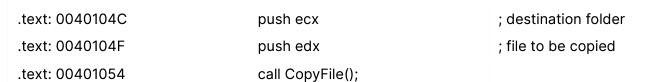 .text: 0040104C push ecx ; destination folder
.text: 0040104F push edx ; file to be copied
.text: 00401054 call CopyFile();